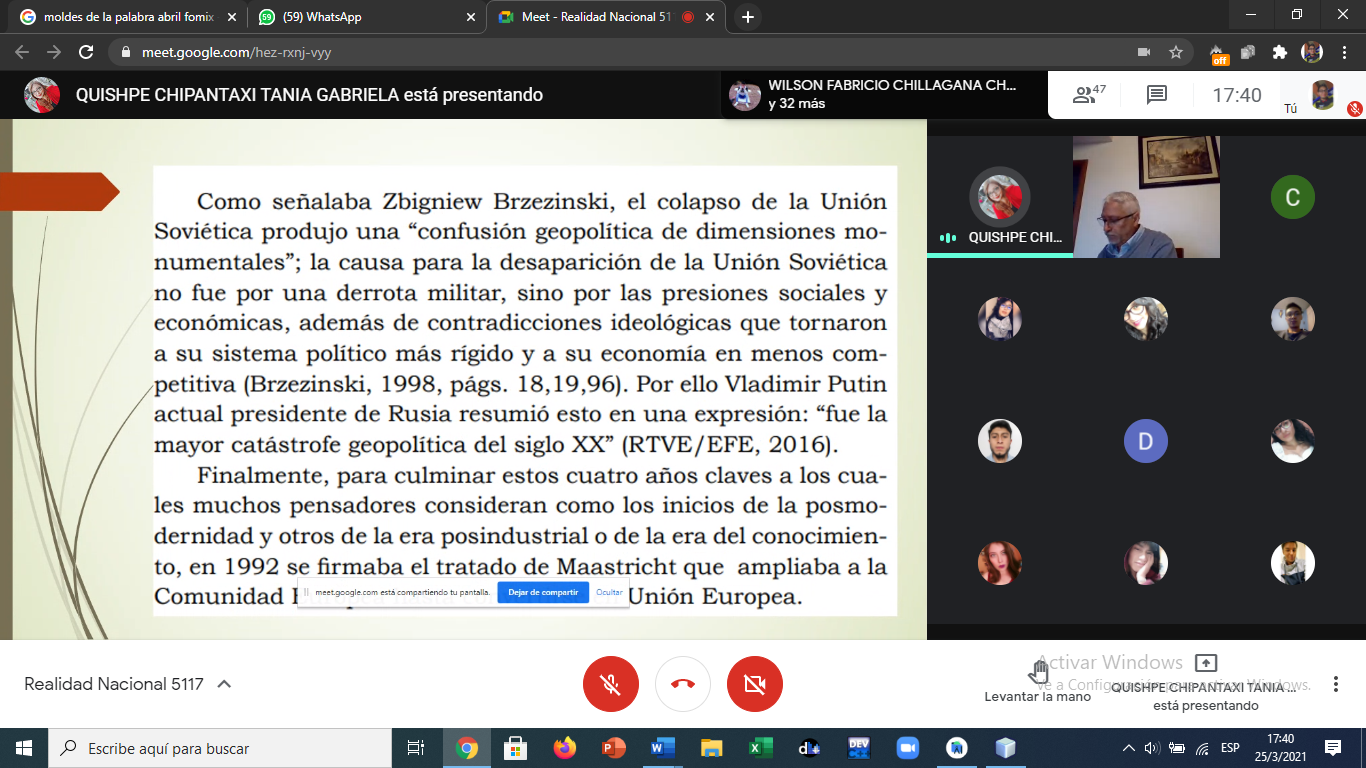 moldes de la palabra abril fomix
(59) WhatsApp
Meet - Realidad Nacional 51
meet.google.com/hez-rxnj-vyy
off
QUISHPE CHIPANTAXI TANIA GABRIELA está presentando
WILSON FABRICIO CHILLAGANA CH...
y 32 más
47
17:40
Tú
Como señalaba Zbigniew Brzezinski, el colapso de la Unión
Soviética produjo una “confusión geopolítica de dimensiones mo-
numentales”; la causa para la desaparición de la Unión Soviética
no fue por una derrota militar, sino por las presiones sociales y
económicas, además de contradicciones ideológicas que tornaron
a su sistema político más rígido y a su economía en menos com-
petitiva (Brzezinski, 1998, págs. 18,19,96). Por ello Vladimir Putin
actual presidente de Rusia resumió esto en una expresión: “fue la
mayor catástrofe geopolítica del siglo XX” (RTVE/EFE, 2016).
Finalmente, para culminar estos cuatro años claves a los cua-
les muchos pensadores consideran como los inicios de la posmo-
dernidad y otros de la era posindustrial o de la era del conocimien-
to, en 1992 se firmaba el tratado de Maastricht que ampliaba a la
Comunidad Unión Europea.
meet.google.com está compartiendo tu pantalla.
Dejar de compartir
Ocultar
QUISHPE CHI...
C
D
Realidad Nacional 5117
Levantar la mano
Activar Windows
Ve a Configuración para activar Windows.
QUISHPE CHIPANTAXI TANIA ...
está presentando
Escribe aquí para buscar
DEV
ESP
17:40
25/3/2021